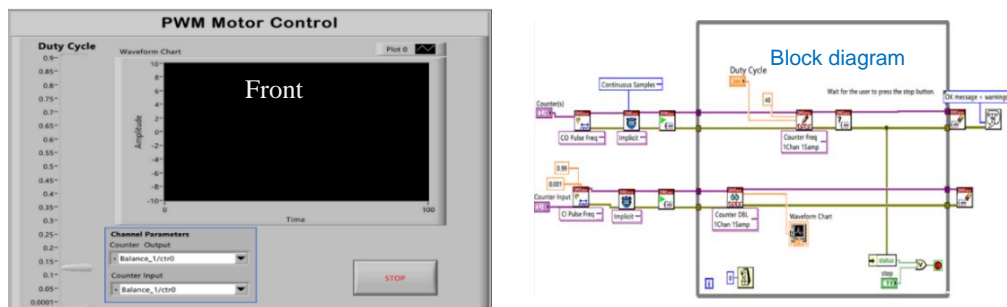 PWM Motor Control
Duty Cycle
Waveform Chart
Plot 0
0.9
0.85
0.8
0.75
0.7
0.65
0.6
0.55
0.5
0.45
0.4
0.35
0.3
0.25
0.2
0.15
0.1
0.05
0.0001
Amplitude
10
8
6
4
2
0
-2
-4
-6
-8
-10
Front
0
100
Time
Channel Parameters
Counter Output
Balance_1/ctr0
Counter Input
Balance_1/ctr0
STOP
Block diagram
Duty Cycle
Wait for the user to press the stop button.
Continuous Samples
40
OK message + warnings
Counter(s)
I/O
CO Pulse Freq
Implicit
Counter Freq
1Chan 1Samp
0.99
0.001
Counter Input
CI Pulse Freq
Implicit
Counter DBL
1Chan 1Samp
Waveform Chart
status
stop
i